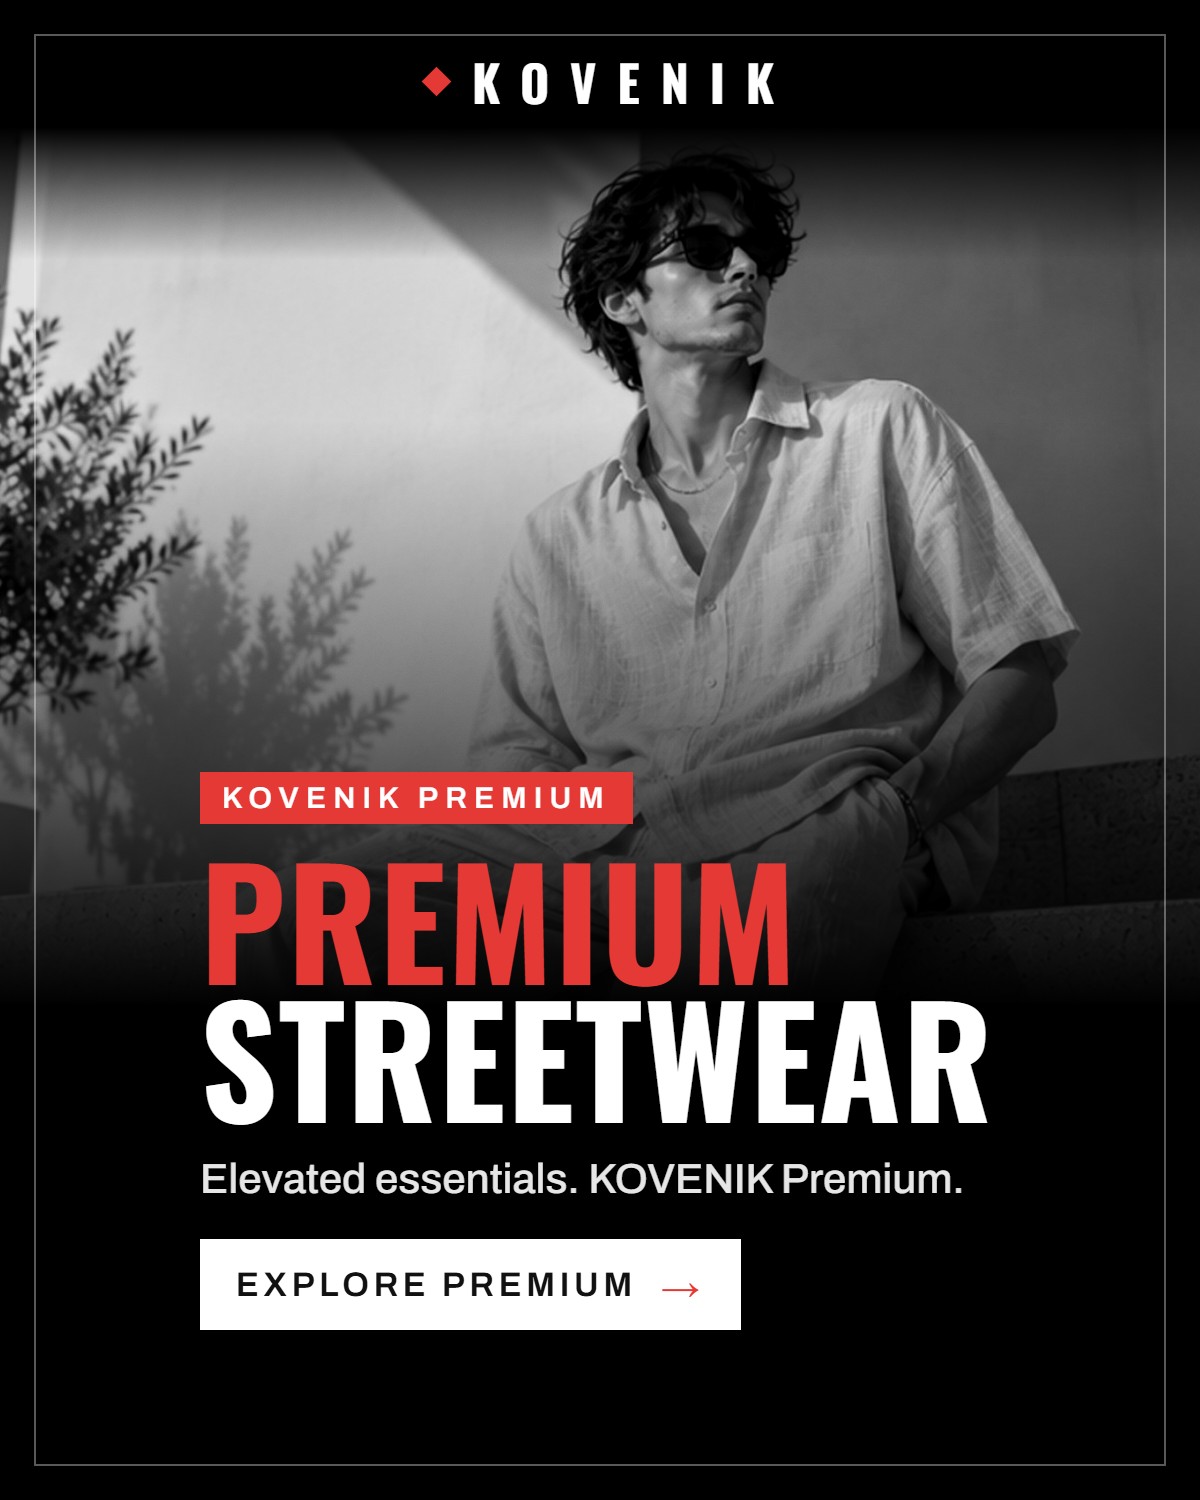 KOVENIK
KOVENIK PREMIUM
PREMIUM
STREETWEAR
Elevated essentials. KOVENIK Premium.
EXPLORE PREMIUM →